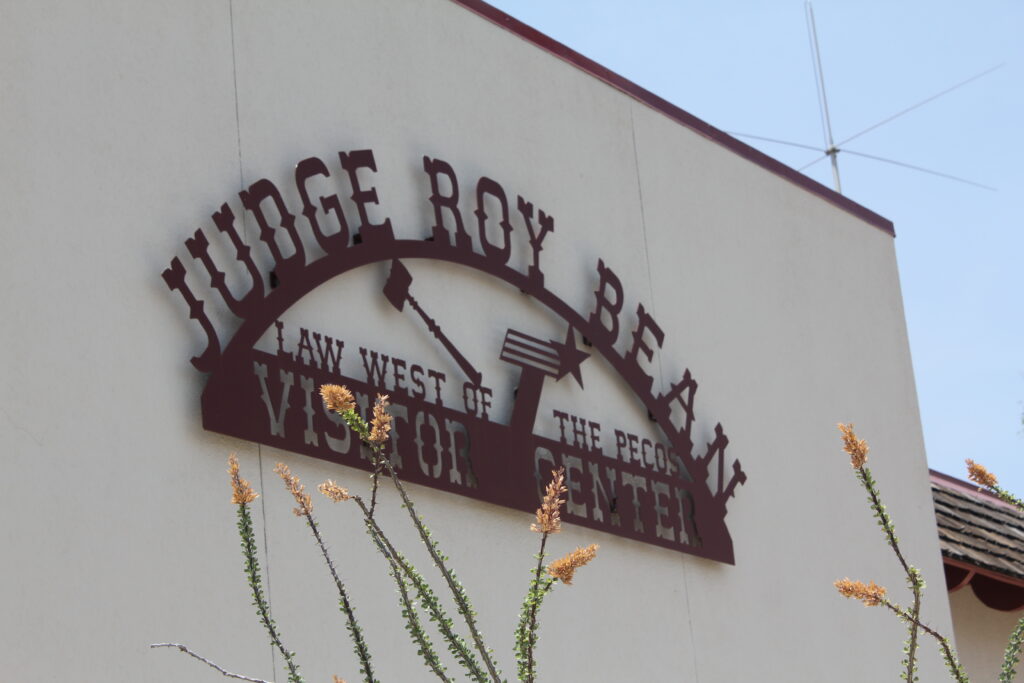 JUDGE ROY BEAN
LAW WEST OF THE PECOS
VISITOR CENTER